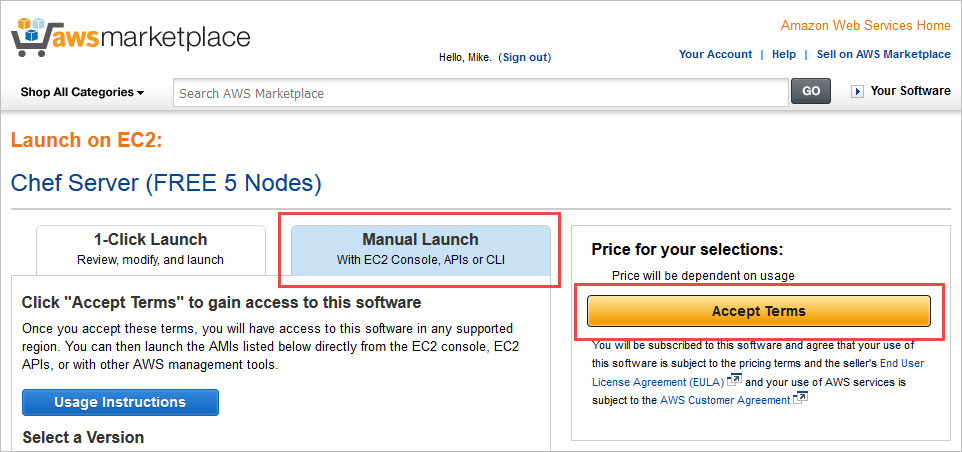 awsmarketplace
Amazon Web Services Home
Hello, Mike. (Sign out)
Your Account | Help | Sell on AWS Marketplace
Shop All Categories
Search AWS Marketplace
GO
Your Software
Launch on EC2:
Chef Server (FREE 5 Nodes)
1-Click Launch
Review, modify, and launch
Manual Launch
With EC2 Console, APIs or CLI
Click "Accept Terms" to gain access to this software
Once you accept these terms, you will have access to this software in any supported
region. You can then launch the AMIs listed below directly from the EC2 console, EC2
APIs, or with other AWS management tools.
Usage Instructions
Select a Version
Price for your selections:
Price will be dependent on usage
Accept Terms
You will be subscribed to this software and agree that your use of
this software is subject to the pricing terms and the seller's End User
License Agreement (EULA) and your use of AWS services is
subject to the AWS Customer Agreement